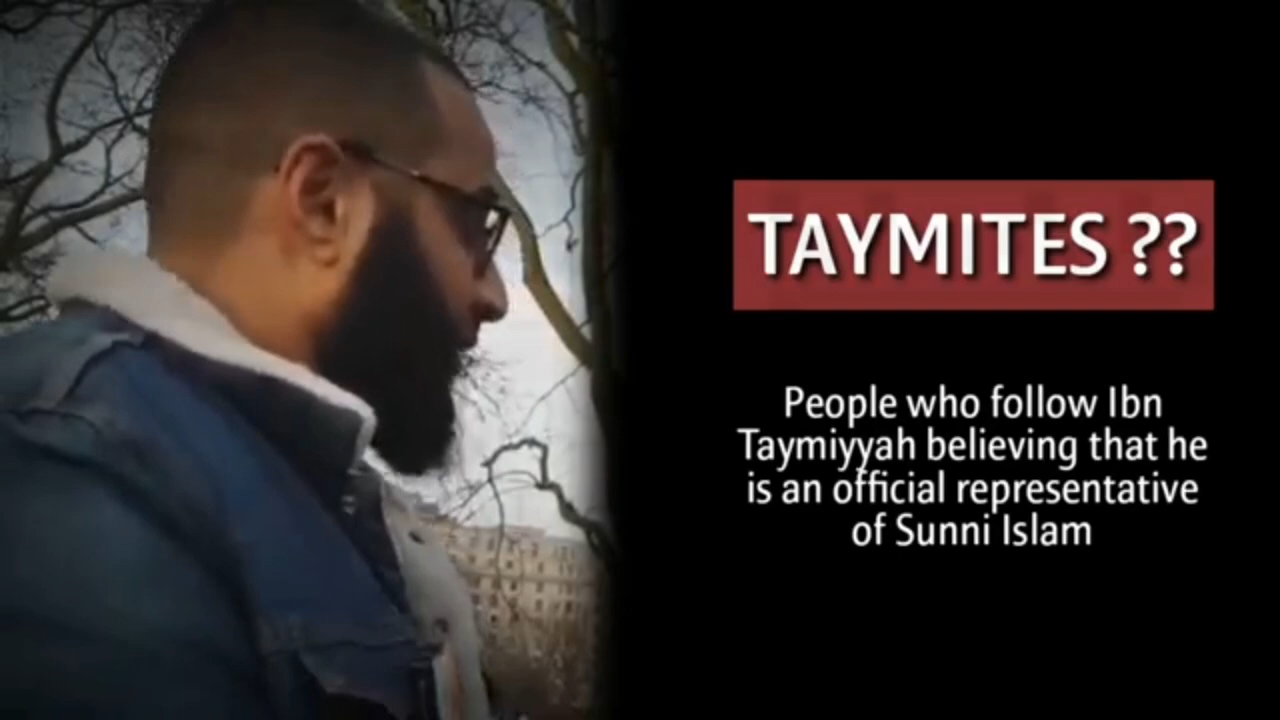 TAYMITES ??
People who follow Ibn
Taymiyyah believing that he
is an official representative
of Sunni Islam